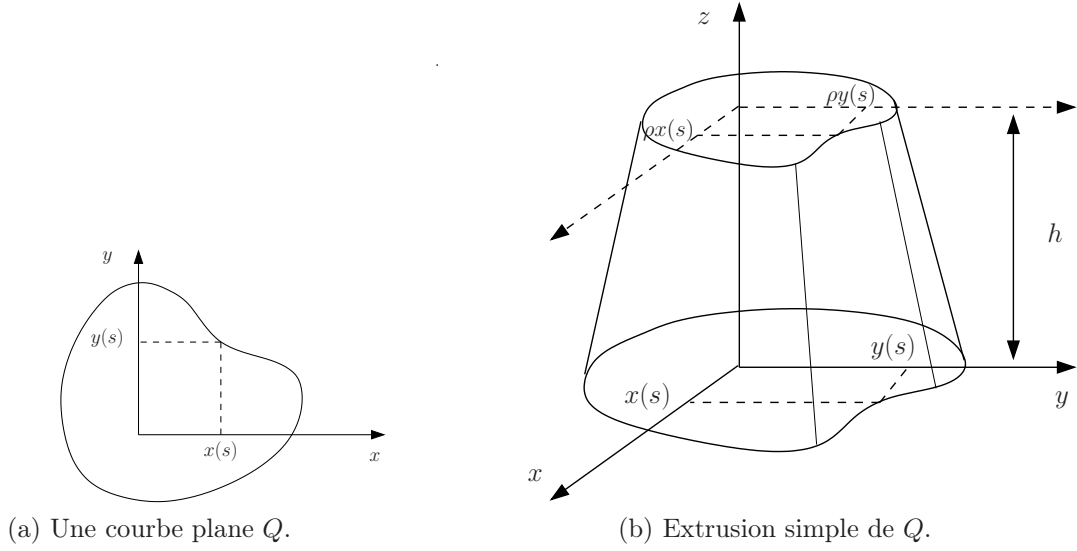 z
ρy(s)
ρx(s)
h
y
y(s)
x(s)
x
y(s)
x(s)
y
x
(a) Une courbe plane Q.
(b) Extrusion simple de Q.